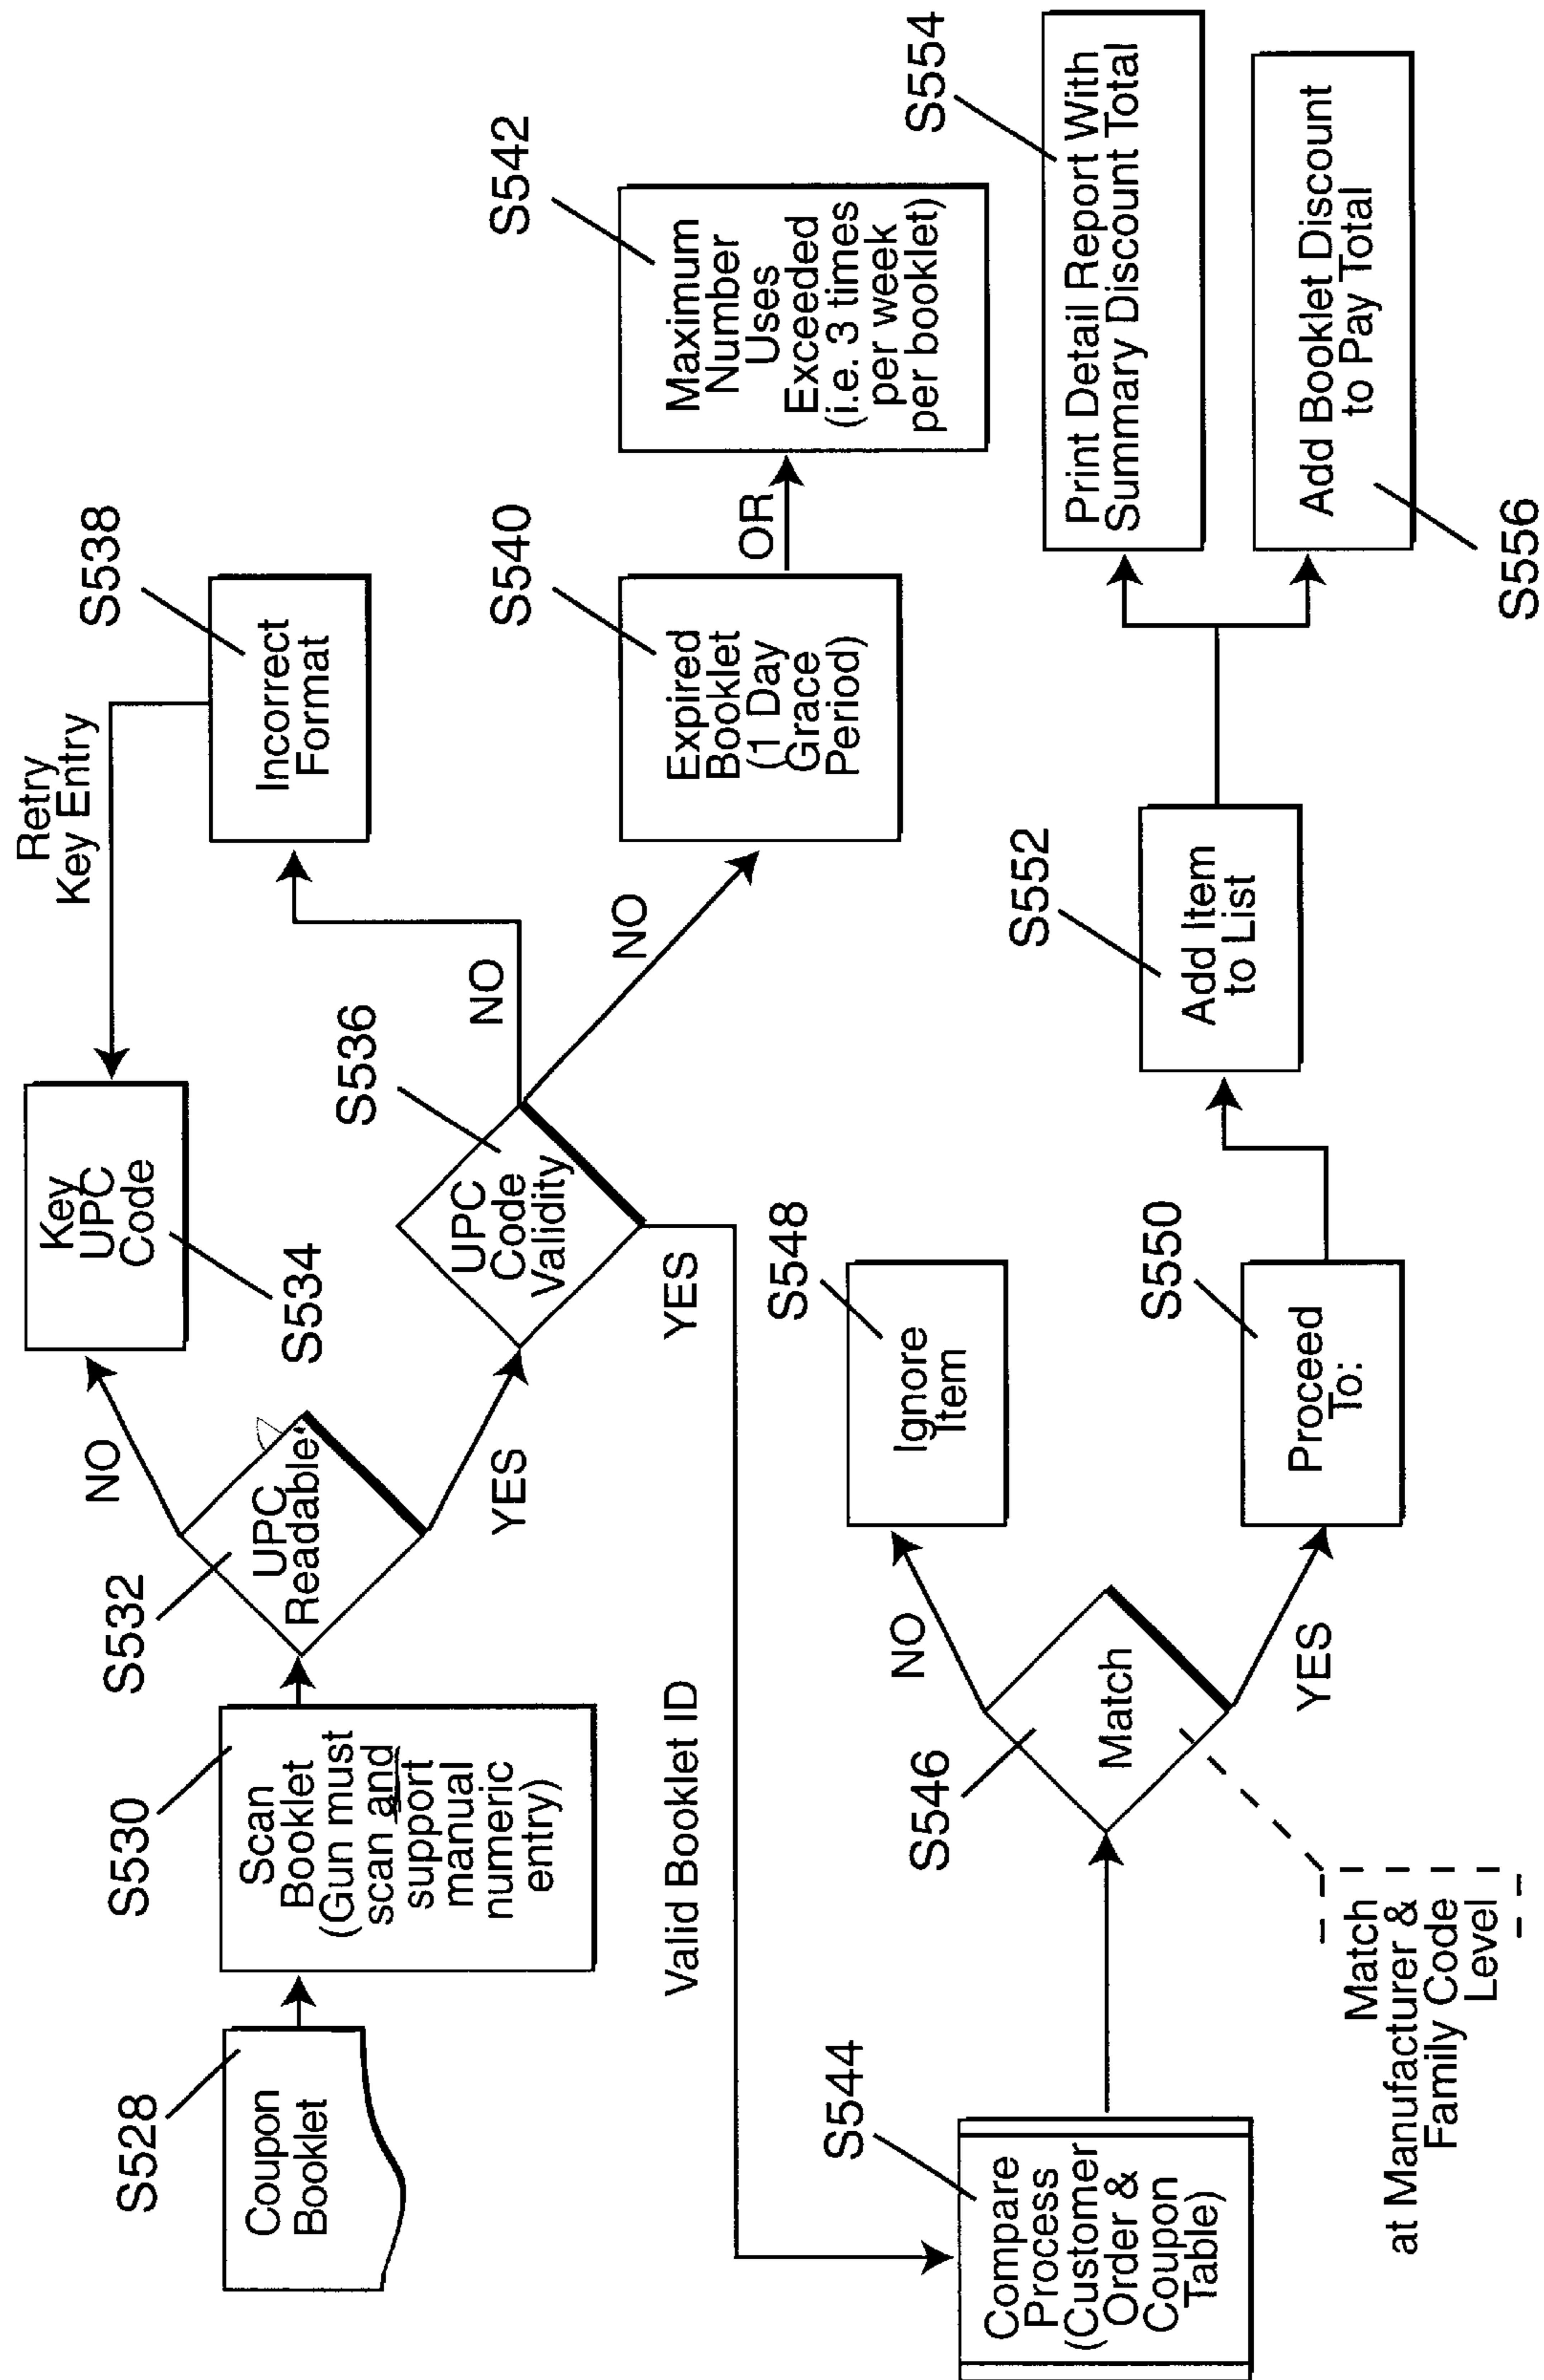 S528
Coupon
Booklet
S530
Scan
Booklet
(Gun must
scan and
support
manual
numeric
entry)
S532
UPC
Readable
NO
YES
Key
UPC
Code
S534
Retry
Key Entry
S536
UPC
Code
Validity
NO
NO
YES
S538
Incorrect
Format
S540
Expired
Booklet
(1 Day
Grace
Period)
OR
S542
Maximum
Number
Uses
Exceeded
(i.e. 3 times
per week
per booklet)
Valid Booklet ID
S544
Compare
Process
(Customer
Order &
Coupon
Table)
S546
Match
Match
at Manufacturer &
Family Code
Level
NO
YES
S548
Ignore
Item
S550
Proceed
To:
S552
Add Item
to List
S554
Print Detail Report With
Summary Discount Total
Add Booklet Discount
to Pay Total
S556